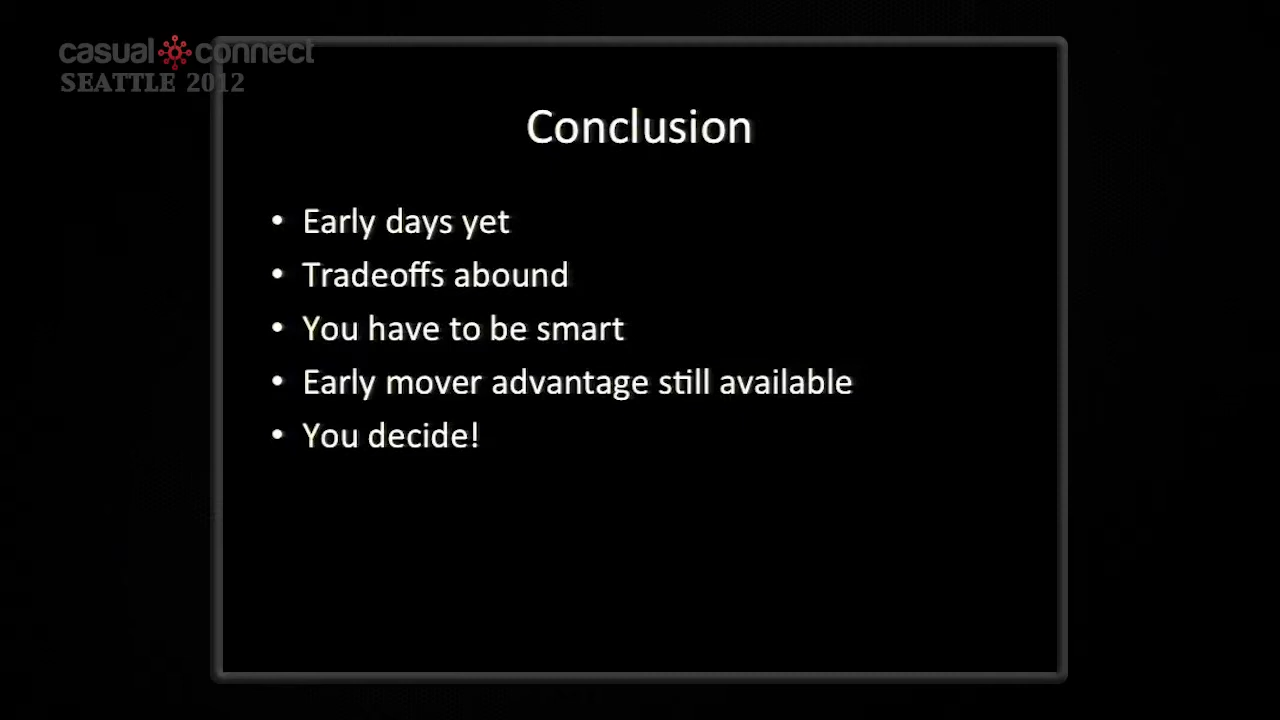 casual connect
SEATTLE 2012
Conclusion
• Early days yet
• Tradeoffs abound
• You have to be smart
• Early mover advantage still available
• You decide!